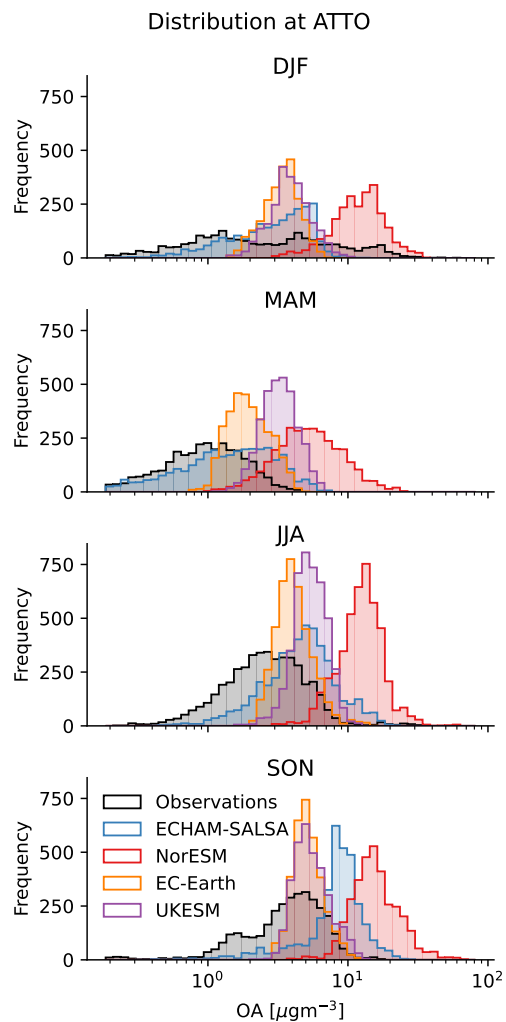 Distribution at ATTO
DJF
Frequency
750
500
250
0
MAM
Frequency
750
500
250
0
JJA
Frequency
750
500
250
0
SON
Frequency
750
500
250
0
Observations
ECHAM-SALSA
NorESM
EC-Earth
UKESM
10⁰ 10¹ 10²
OA [μgm⁻³]